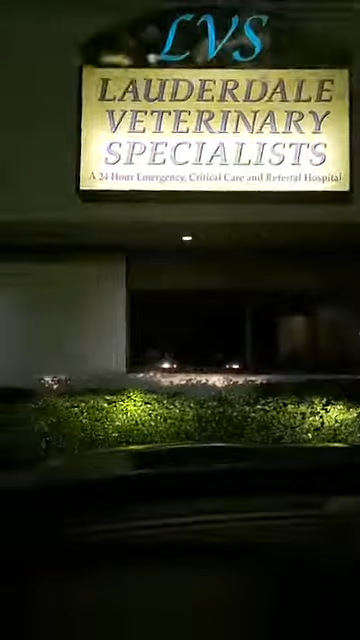 LVS
LAUDERDALE
VETERINARY
SPECIALISTS
A 24 Hour Emergency, Critical Care and Referral Hospital